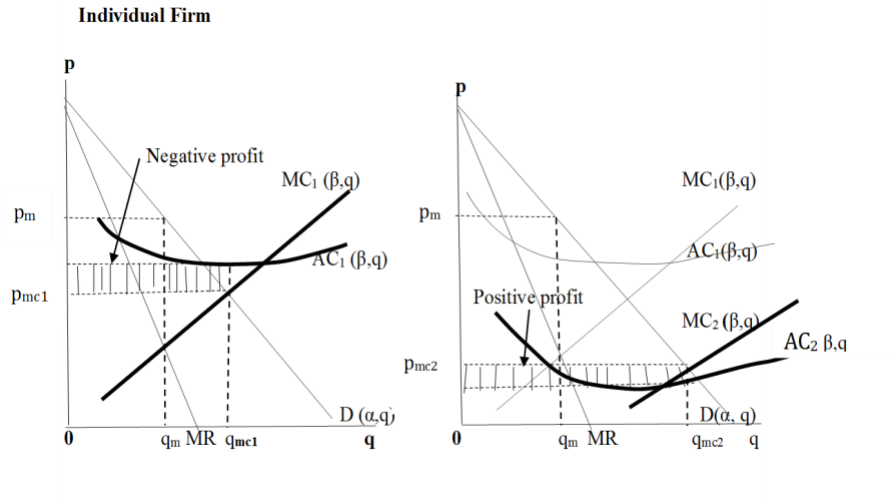 Individual Firm
p
Negative profit
MC₁ (β,q)
pm
AC₁ (β,q)
pmc1
D (α,q)
0
qm MR qmc1
q
p
MC₁(β,q)
pm
AC₁(β,q)
Positive profit
MC₂ (β,q)
AC₂ β,q
pmc2
D(α, q)
0
qm MR
qmc2
q